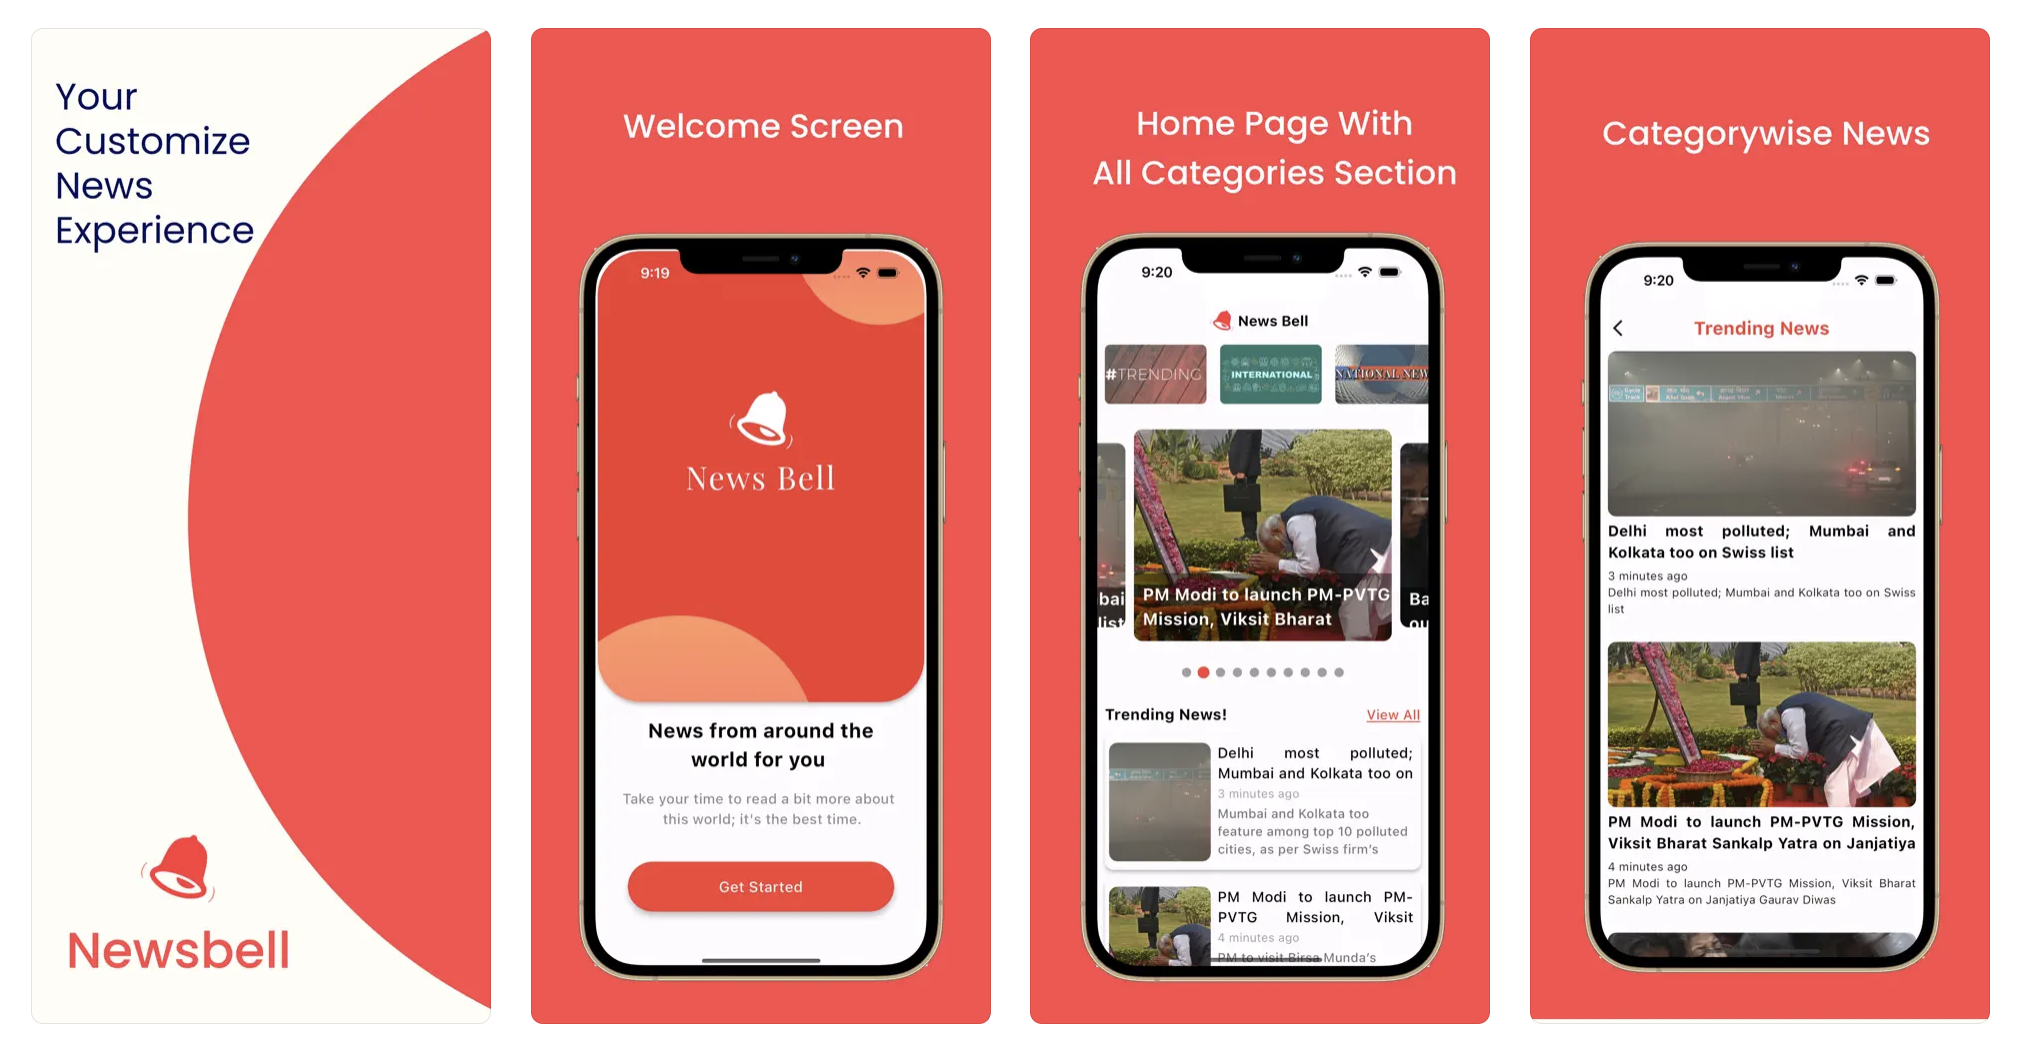 Your
Customize
News
Experience
Newsbell
Welcome Screen
9:19
News Bell
News from around the
world for you
Take your time to read a bit more about
this world; it's the best time.
Get Started
Home Page With
All Categories Section
9:20
News Bell
#TRENDING
INTERNATIONAL
NATIONAL NEW
bai
list
PM Modi to launch PM-PVTG
Mission, Viksit Bharat
Ba
ou
Trending News!
View All
Delhi most polluted;
Mumbai and Kolkata too on
3 minutes ago
Mumbai and Kolkata too
feature among top 10 polluted
cities, as per Swiss firm's
PM Modi to launch PM-
PVTG Mission, Viksit
4 minutes ago
PM to visit Birsa Munda's
Categorywise News
9:20
Trending News
Delhi most polluted; Mumbai and
Kolkata too on Swiss list
3 minutes ago
Delhi most polluted; Mumbai and Kolkata too on Swiss
list
PM Modi to launch PM-PVTG Mission,
Viksit Bharat Sankalp Yatra on Janjatiya
4 minutes ago
PM Modi to launch PM-PVTG Mission, Viksit Bharat
Sankalp Yatra on Janjatiya Gaurav Diwas